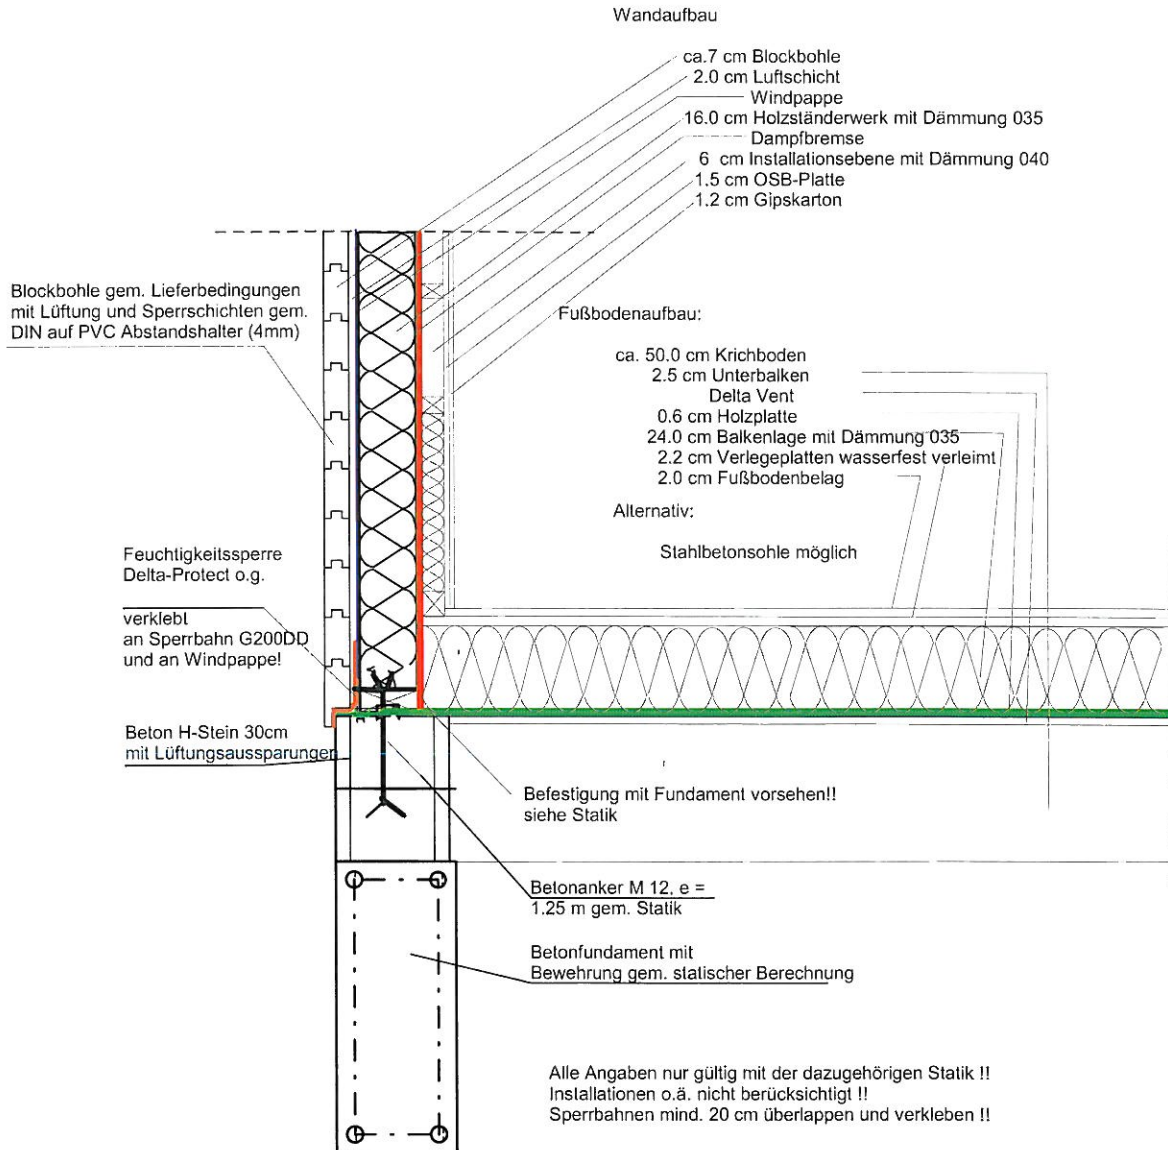 Wandaufbau
ca.7 cm Blockbohle
2.0 cm Luftschicht
Windpappe
16.0 cm Holzständerwerk mit Dämmung 035
Dampfbremse
6 cm Installationsebene mit Dämmung 040
1.5 cm OSB-Platte
1.2 cm Gipskarton
Blockbohle gem. Lieferbedingungen
mit Lüftung und Sperrschichten gem.
DIN auf PVC Abstandshalter (4mm)
Fußbodenaufbau:
ca. 50.0 cm Krichboden
2.5 cm Unterbalken
Delta Vent
0.6 cm Holzplatte
24.0 cm Balkenlage mit Dämmung 035
2.2 cm Verlegeplatten wasserfest verleimt
2.0 cm Fußbodenbelag
Alternativ:
Stahlbetonsohle möglich
Feuchtigkeitssperre
Delta-Protect o.g.
verklebt
an Sperrbahn G200DD
und an Windpappe!
Beton H-Stein 30cm
mit Lüftungsaussparungen
Befestigung mit Fundament vorsehen!!
siehe Statik
Betonanker M 12, e =
1.25 m gem. Statik
Betonfundament mit
Bewehrung gem. statischer Berechnung
Alle Angaben nur gültig mit der dazugehörigen Statik !!
Installationen o.ä. nicht berücksichtigt !!
Sperrbahnen mind. 20 cm überlappen und verkleben !!